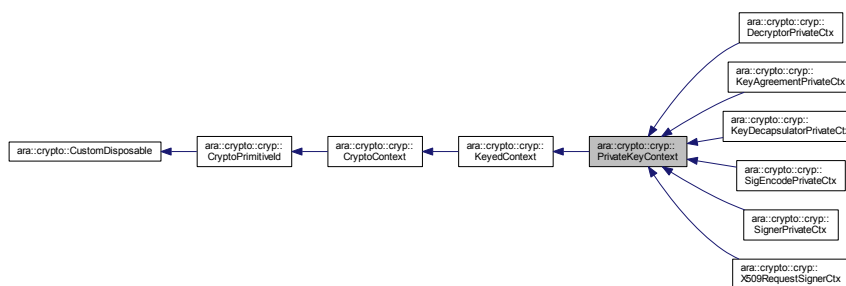 ara::crypto::cryp::
DecryptorPrivateCtx
ara::crypto::cryp::
KeyAgreementPrivateCtx
ara::crypto::cryp::
KeyDecapsulatorPrivateCtx
ara::crypto::CustomDisposable
ara::crypto::cryp::
CryptoPrimitiveId
ara::crypto::cryp::
CryptoContext
ara::crypto::cryp::
KeyedContext
ara::crypto::cryp::
PrivateKeyContext
ara::crypto::cryp::
SigEncodePrivateCtx
ara::crypto::cryp::
SignerPrivateCtx
ara::crypto::cryp::
X509RequestSignerCtx